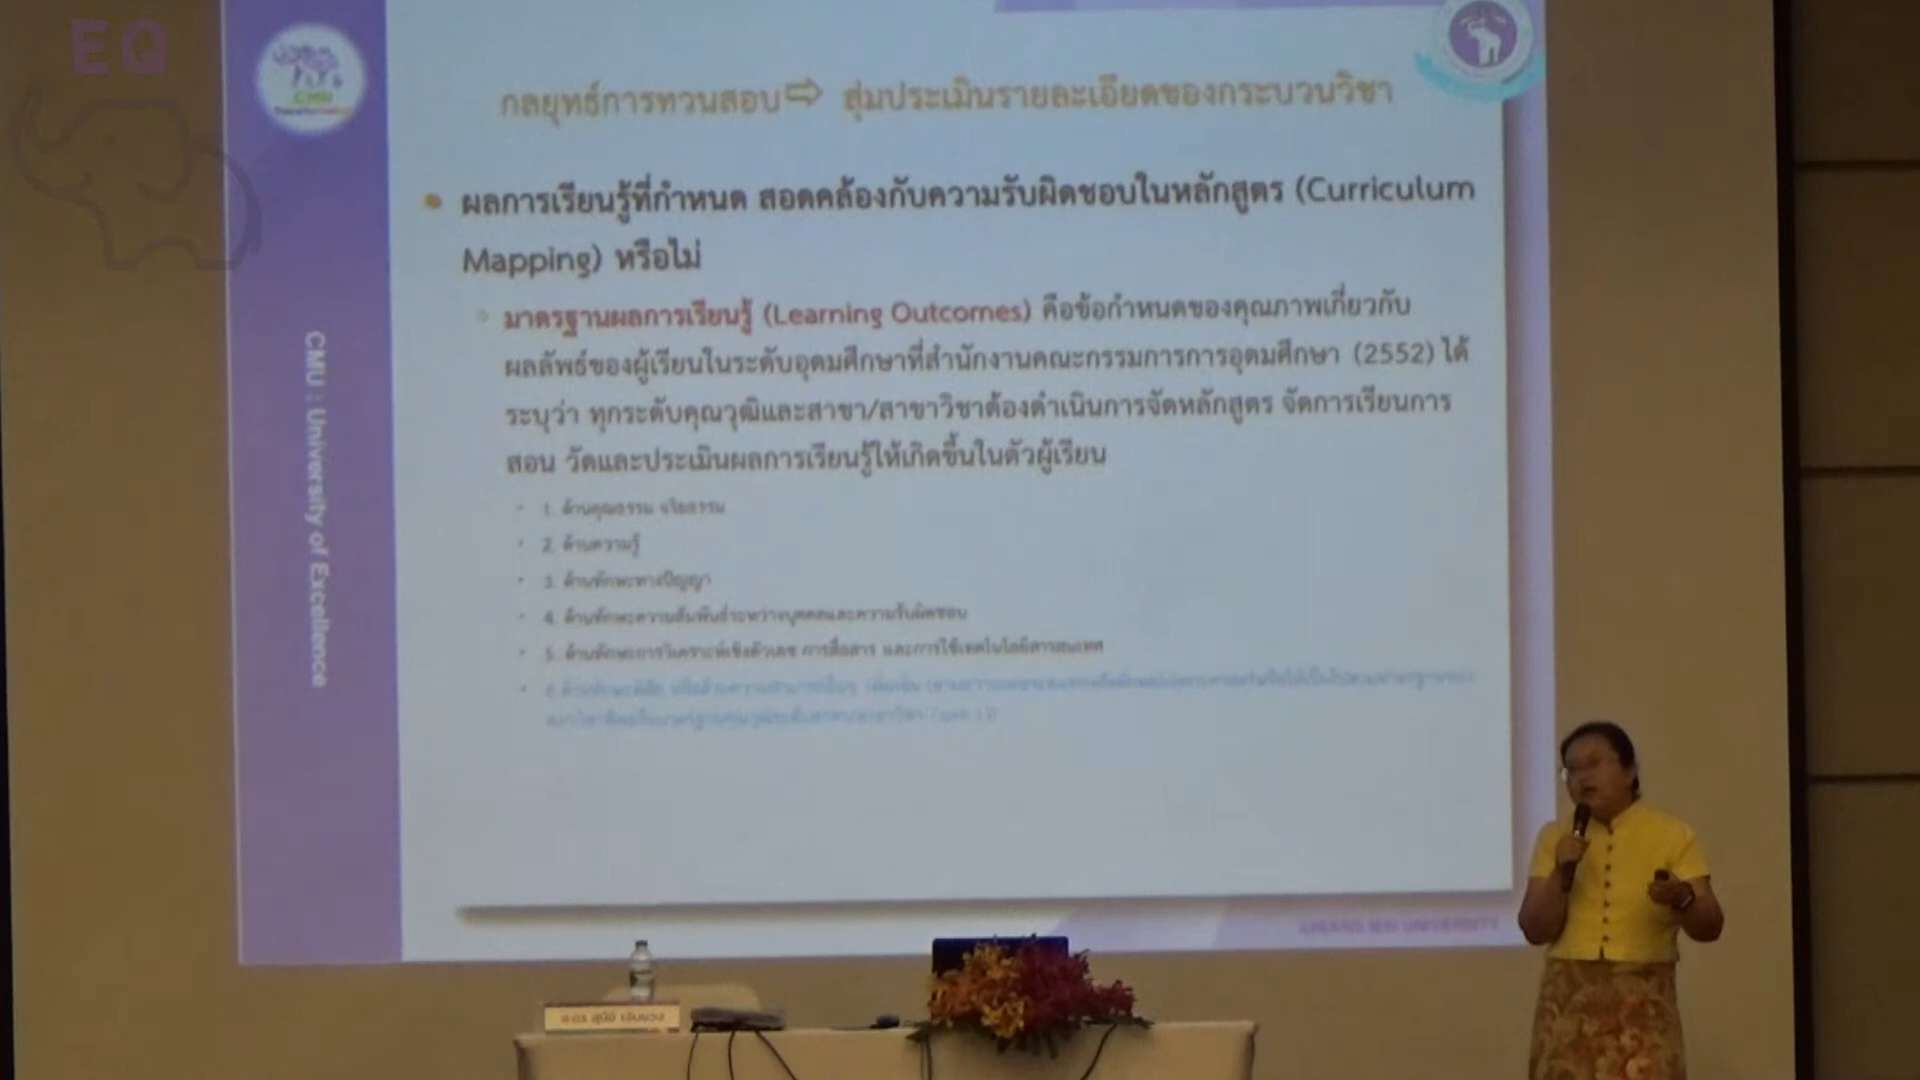 EQ
CMU
กลยุทธ์การทวนสอบ⇨ สุ่มประเมินรายละเอียดของกระบวนวิชา
ผลการเรียนรู้ที่กำหนด สอดคล้องกับความรับผิดชอบในหลักสูตร (Curriculum
Mapping) หรือไม่
มาตรฐานผลการเรียนรู้ (Learning Outcomes) คือข้อกำหนดของคุณภาพเกี่ยวกับ
ผลลัพธ์ของผู้เรียนในระดับอุดมศึกษาที่สำนักงานคณะกรรมการการอุดมศึกษา (2552) ได้
ระบุว่า ทุกระดับคุณวุฒิและสาขา/สาขาวิชาต้องดำเนินการจัดหลักสูตร จัดการเรียนการ
สอน วัดและประเมินผลการเรียนรู้ให้เกิดขึ้นในตัวผู้เรียน
1. ด้านคุณธรรม จริยธรรม
2. ด้านความรู้
3. ด้านทักษะทางปัญญา
4. ด้านทักษะความสัมพันธ์ระหว่างบุคคลและความรับผิดชอบ
5. ด้านทักษะการวิเคราะห์เชิงตัวเลข การสื่อสาร และการใช้เทคโนโลยีสารสนเทศ
CMU : University of Excellence
CHIANG MAI UNIVERSITY